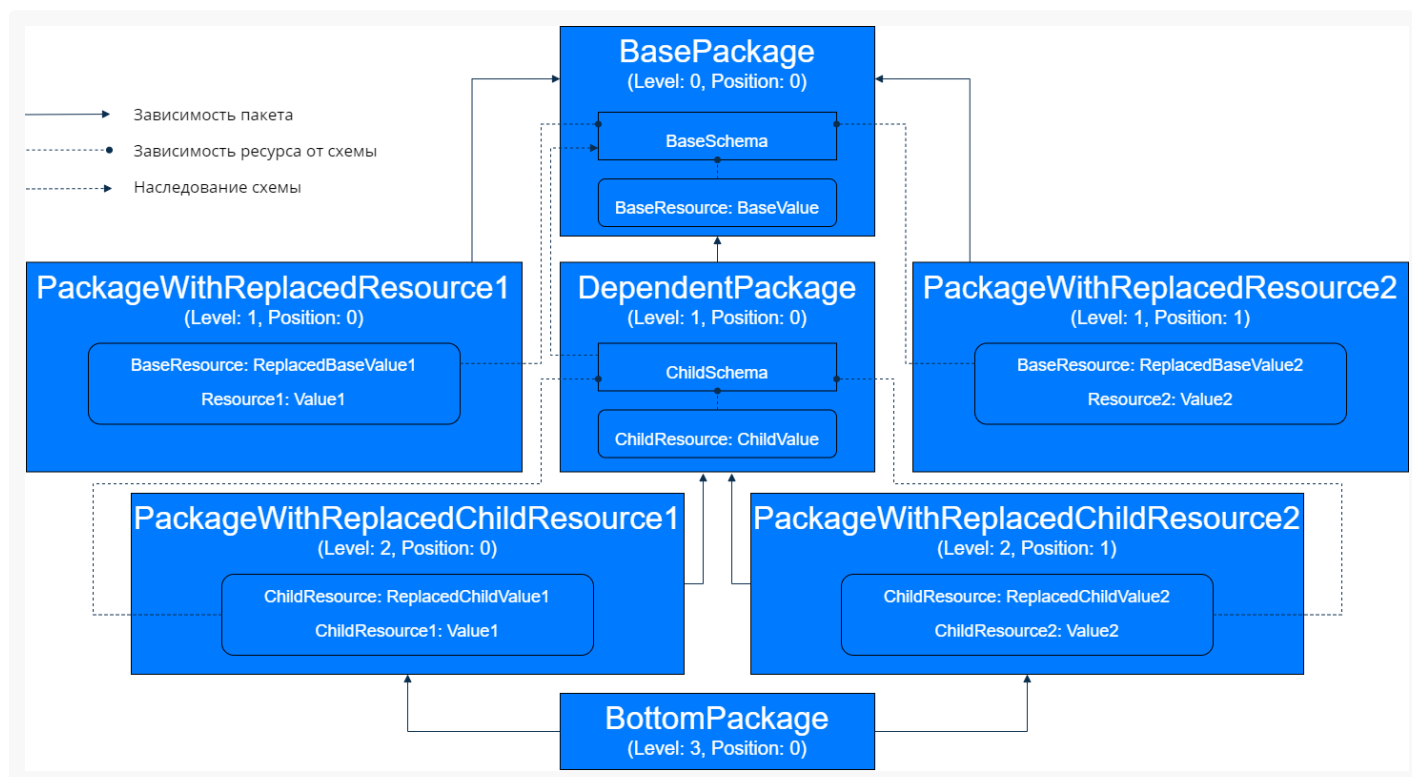 BasePackage
(Level: 0, Position: 0)
Зависимость пакета
Зависимость ресурса от схемы
Наследование схемы
BaseSchema
BaseResource: BaseValue
PackageWithReplacedResource1
(Level: 1, Position: 0)
BaseResource: ReplacedBaseValue1
Resource1: Value1
DependentPackage
(Level: 1, Position: 0)
ChildSchema
ChildResource: ChildValue
PackageWithReplacedResource2
(Level: 1, Position: 1)
BaseResource: ReplacedBaseValue2
Resource2: Value2
PackageWithReplacedChildResource1
(Level: 2, Position: 0)
ChildResource: ReplacedChildValue1
ChildResource1: Value1
PackageWithReplacedChildResource2
(Level: 2, Position: 1)
ChildResource: ReplacedChildValue2
ChildResource2: Value2
BottomPackage
(Level: 3, Position: 0)